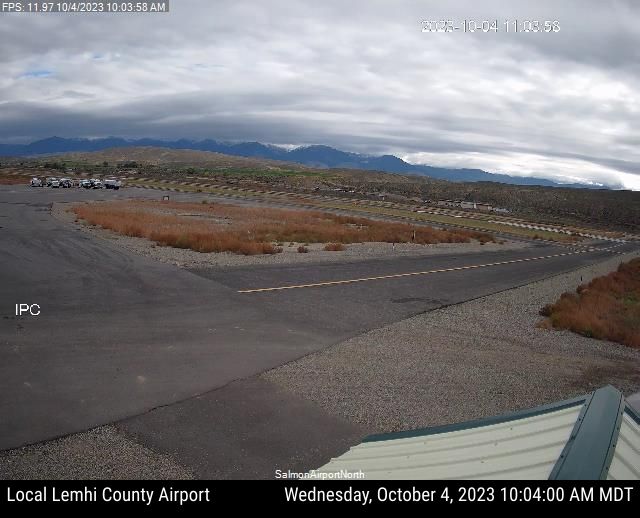 FPS: 11.97 10/4/2023 10:03:58 AM
2023-10-04 11:03:58
IPC
SalmonAirportNorth
Local Lemhi County Airport
Wednesday, October 4, 2023 10:04:00 AM MDT